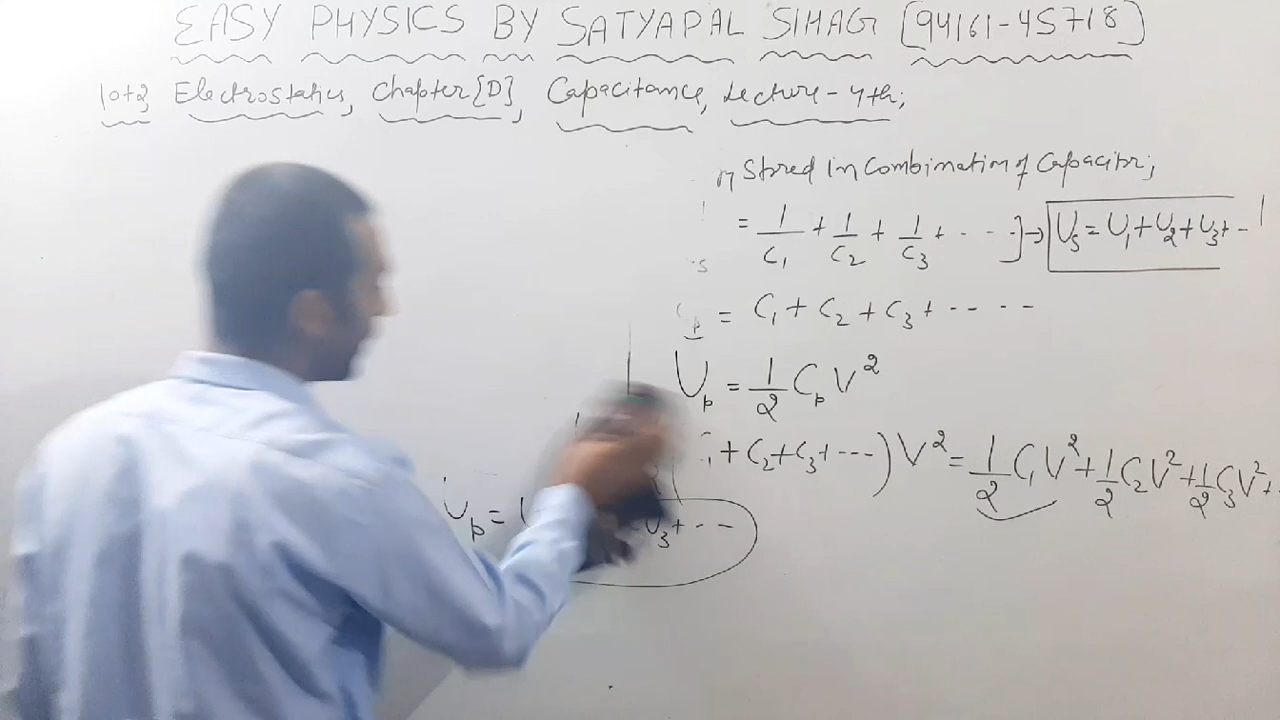 EASY PHYSICS BY SATYAPAL SIHAG [94161-45718]
10+2, Electrostatics, Chapter [D], Capacitance, Lecture-4th;
Stored In Combination of Capacitor;
= 1/C₁ + 1/C₂ + 1/C₃ + ---- ] → Uₛ = U₁ + U₂ + U₃ + --
Cₚ = C₁ + C₂ + C₃ + -- --
Uₚ = 1/2 CₚV²
+ C₂ + C₃ + ---) V² = 1/2 C₁V² + 1/2 C₂V² + 1/2 C₃V² +
Uₚ = U₃ + ---